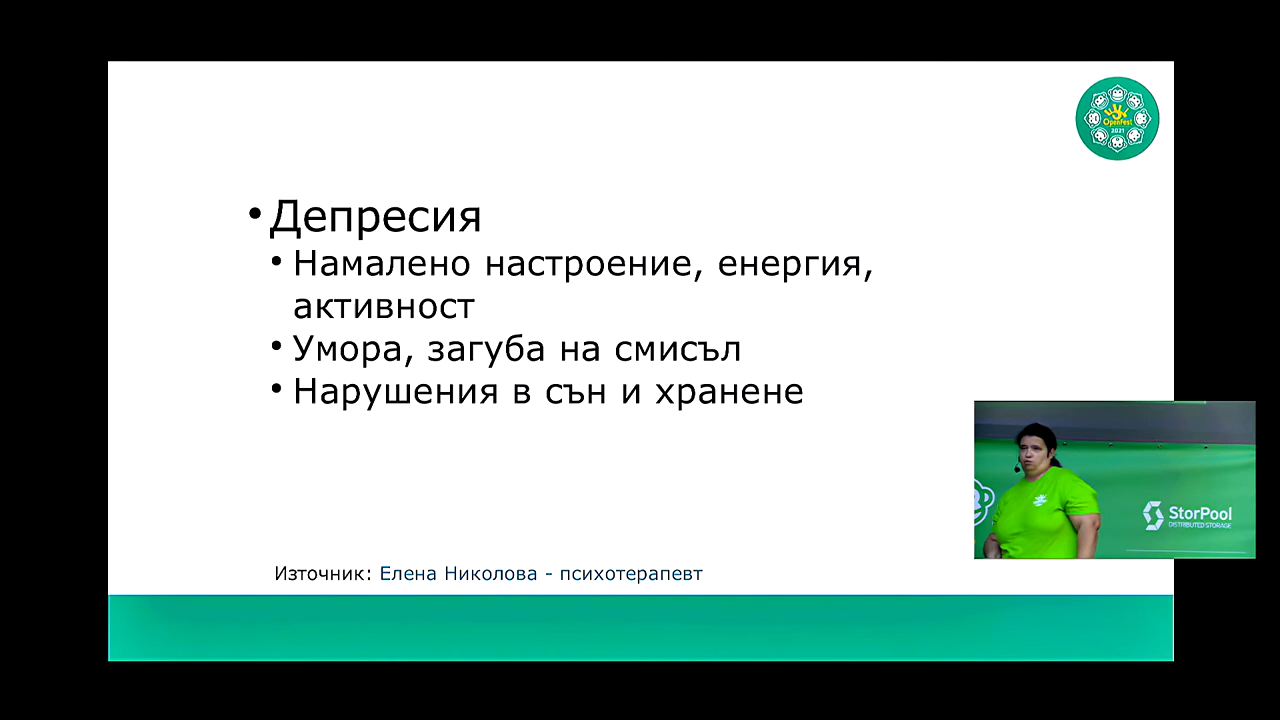 OpenFest
2021
• Депресия
• Намалено настроение, енергия,
активност
• Умора, загуба на смисъл
• Нарушения в сън и хранене
StorPool
DISTRIBUTED STORAGE
Източник: Елена Николова - психотерапевт